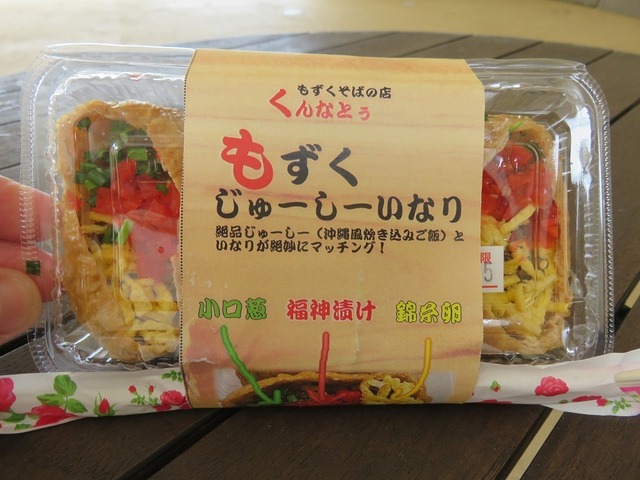 もずくそばの店
くんなとぅ
もずく
じゅーしーいなり
絶品じゅーしー（沖縄風炊き込みご飯）と
いなりが絶妙にマッチング！
小口葱 福神漬け 錦糸卵
限
5